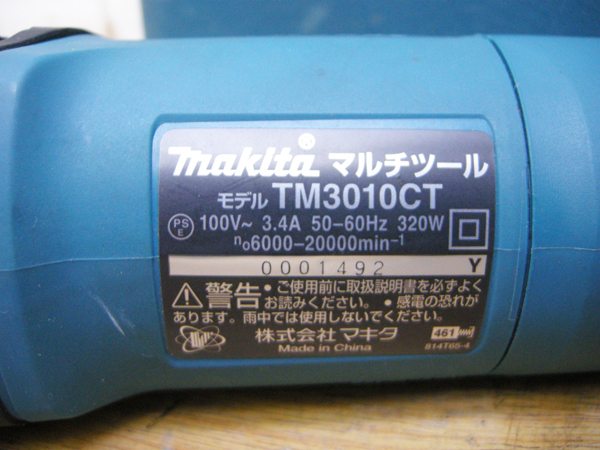 makita® マルチツール
モデル TM3010CT
PS E 100V~ 3.4A 50-60Hz 320W
n₀6000-20000min⁻¹
0001492 Y
警告 ●ご使用前に取扱説明書を必ずよく
お読みください。 ●感電の恐れが
あります。雨中では使用しないでください。
株式会社マキタ 461
Made in China 814T65-4